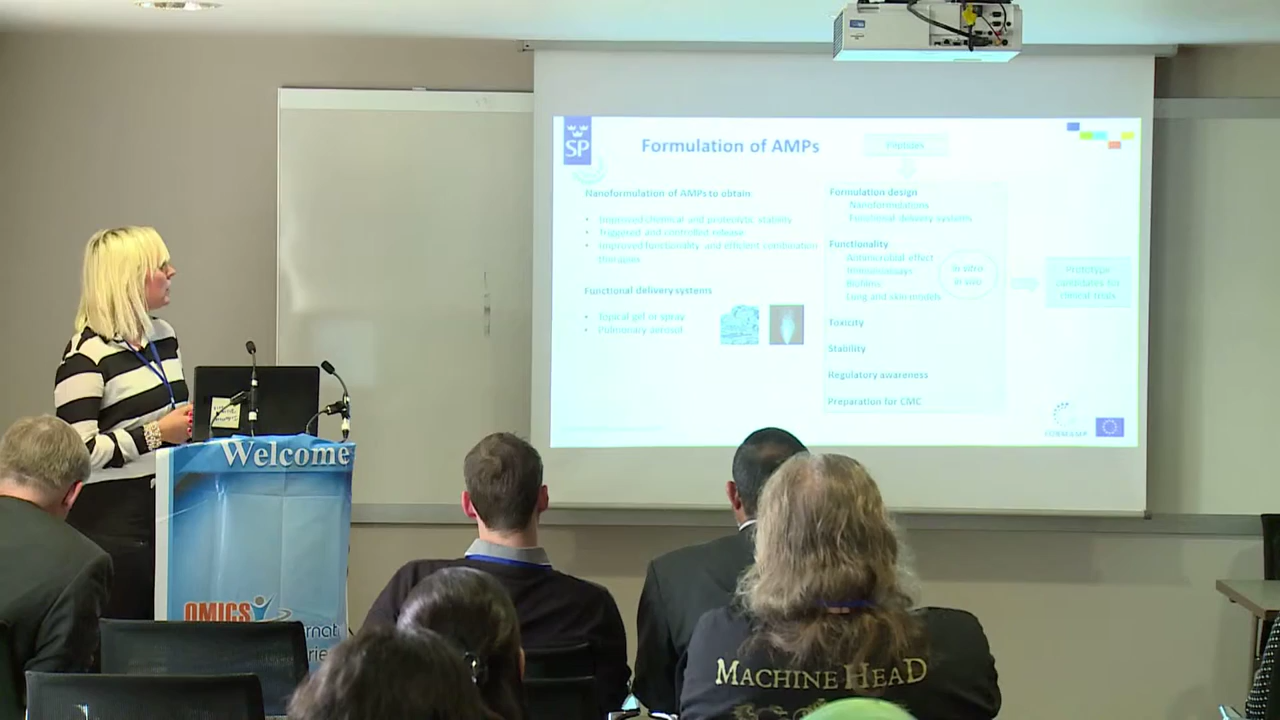 SP
Formulation of AMPs
Peptides
Nanoformulation of AMPs to obtain
• Improved chemical and proteolytic stability
• Triggered and controlled release
• Improved functionality and efficient combination
therapies
Functional delivery systems
• Topical gel or spray
• Pulmonary aerosol
Formulation design
Nanoformulations
Functional delivery systems
Functionality
Antimicrobial effect
Immunoassays
Biofilms
Lung and skin models
In vitro
in vivo
Toxicity
Stability
Regulatory awareness
Preparation for CMC
Prototype
candidates for
clinical trials
FORMAMP
Welcome
OMICS
MACHINE HEAD